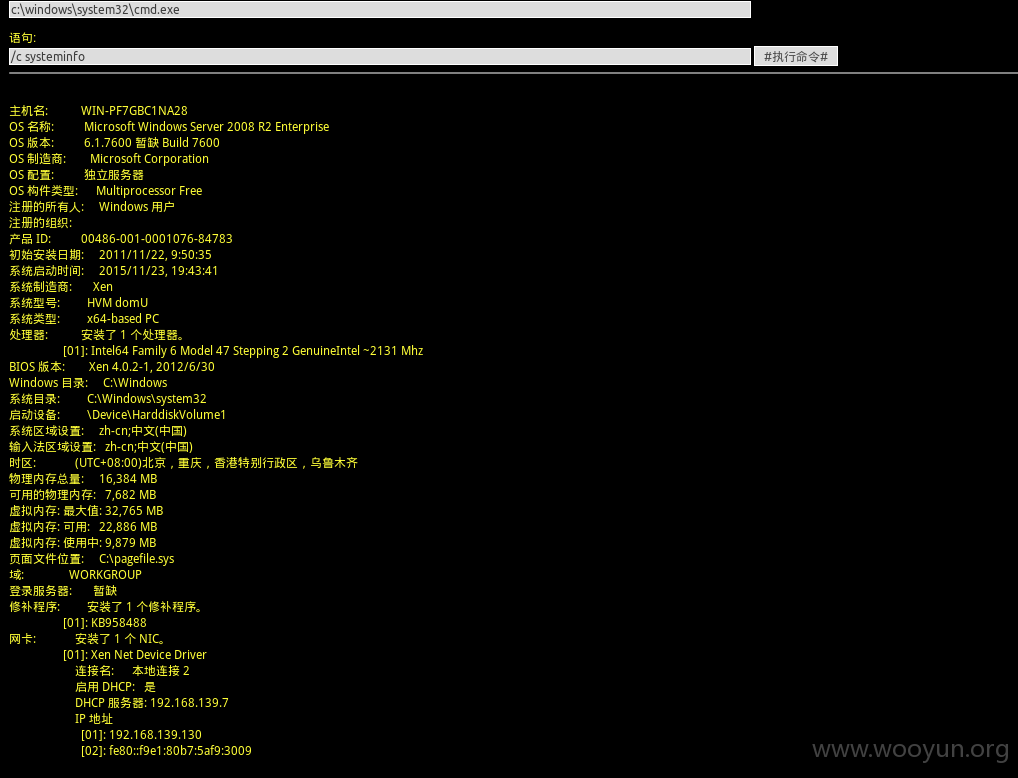 c:\windows\system32\cmd.exe
语句:
/c systeminfo #执行命令#
主机名: WIN-PF7GBC1NA28
OS 名称: Microsoft Windows Server 2008 R2 Enterprise
OS 版本: 6.1.7600 暂缺 Build 7600
OS 制造商: Microsoft Corporation
OS 配置: 独立服务器
OS 构件类型: Multiprocessor Free
注册的所有人: Windows 用户
注册的组织:
产品 ID: 00486-001-0001076-84783
初始安装日期: 2011/11/22, 9:50:35
系统启动时间: 2015/11/23, 19:43:41
系统制造商: Xen
系统型号: HVM domU
系统类型: x64-based PC
处理器: 安装了 1 个处理器。
[01]: Intel64 Family 6 Model 47 Stepping 2 GenuineIntel ~2131 Mhz
BIOS 版本: Xen 4.0.2-1, 2012/6/30
Windows 目录: C:\Windows
系统目录: C:\Windows\system32
启动设备: \Device\HarddiskVolume1
系统区域设置: zh-cn;中文(中国)
输入法区域设置: zh-cn;中文(中国)
时区: (UTC+08:00)北京，重庆，香港特别行政区，乌鲁木齐
物理内存总量: 16,384 MB
可用的物理内存: 7,682 MB
虚拟内存: 最大值: 32,765 MB
虚拟内存: 可用: 22,886 MB
虚拟内存: 使用中: 9,879 MB
页面文件位置: C:\pagefile.sys
域: WORKGROUP
登录服务器: 暂缺
修补程序: 安装了 1 个修补程序。
[01]: KB958488
网卡: 安装了 1 个 NIC。
[01]: Xen Net Device Driver
连接名: 本地连接 2
启用 DHCP: 是
DHCP 服务器: 192.168.139.7
IP 地址
[01]: 192.168.139.130
[02]: fe80::f9e1:80b7:5af9:3009
www.wooyun.org